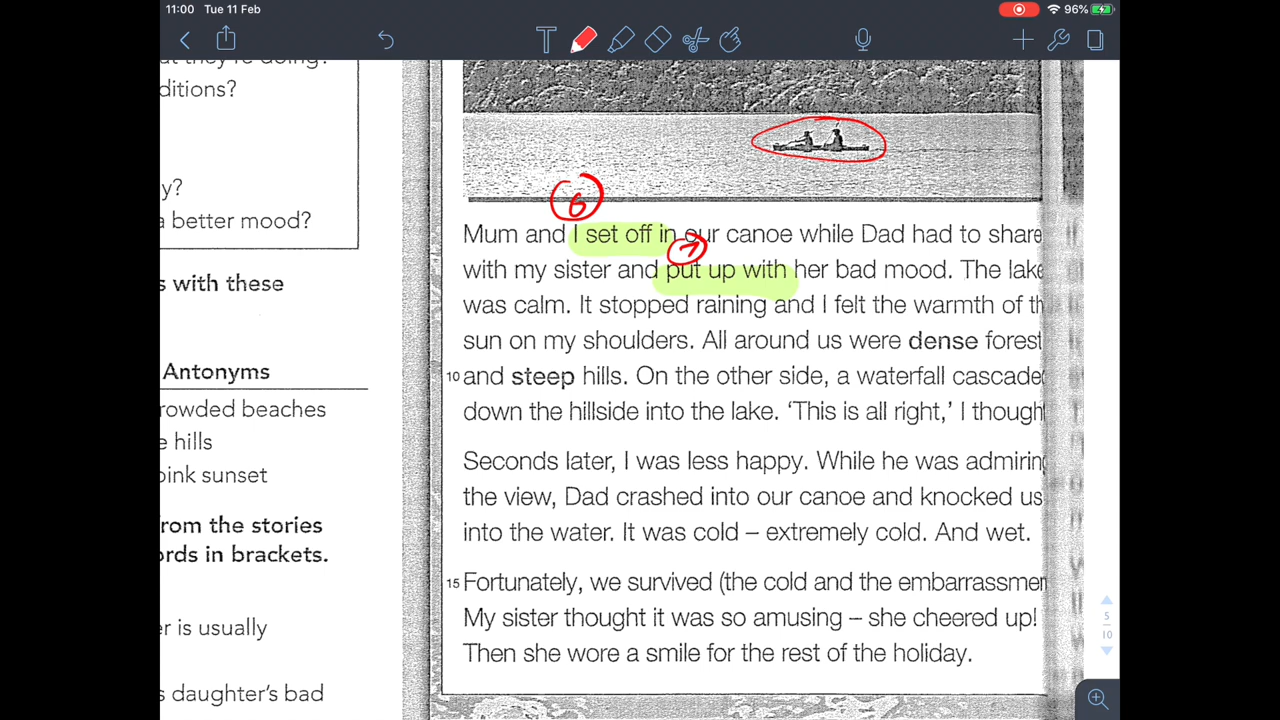 11:00 Tue 11 Feb
96%
ditions?
y?
a better mood?
s with these
Antonyms
rowded beaches
e hills
pink sunset
rom the stories
ords in brackets.
er is usually
s daughter's bad
6
Mum and I set off in our canoe while Dad had to share
7
with my sister and put up with her bad mood. The lake
was calm. It stopped raining and I felt the warmth of th
sun on my shoulders. All around us were dense forest
10 and steep hills. On the other side, a waterfall cascade
down the hillside into the lake. 'This is all right,' I though
Seconds later, I was less happy. While he was admirin
the view, Dad crashed into our canoe and knocked us
into the water. It was cold – extremely cold. And wet.
15 Fortunately, we survived (the cold and the embarrassmen
My sister thought it was so amusing – she cheered up!
Then she wore a smile for the rest of the holiday.
5
10